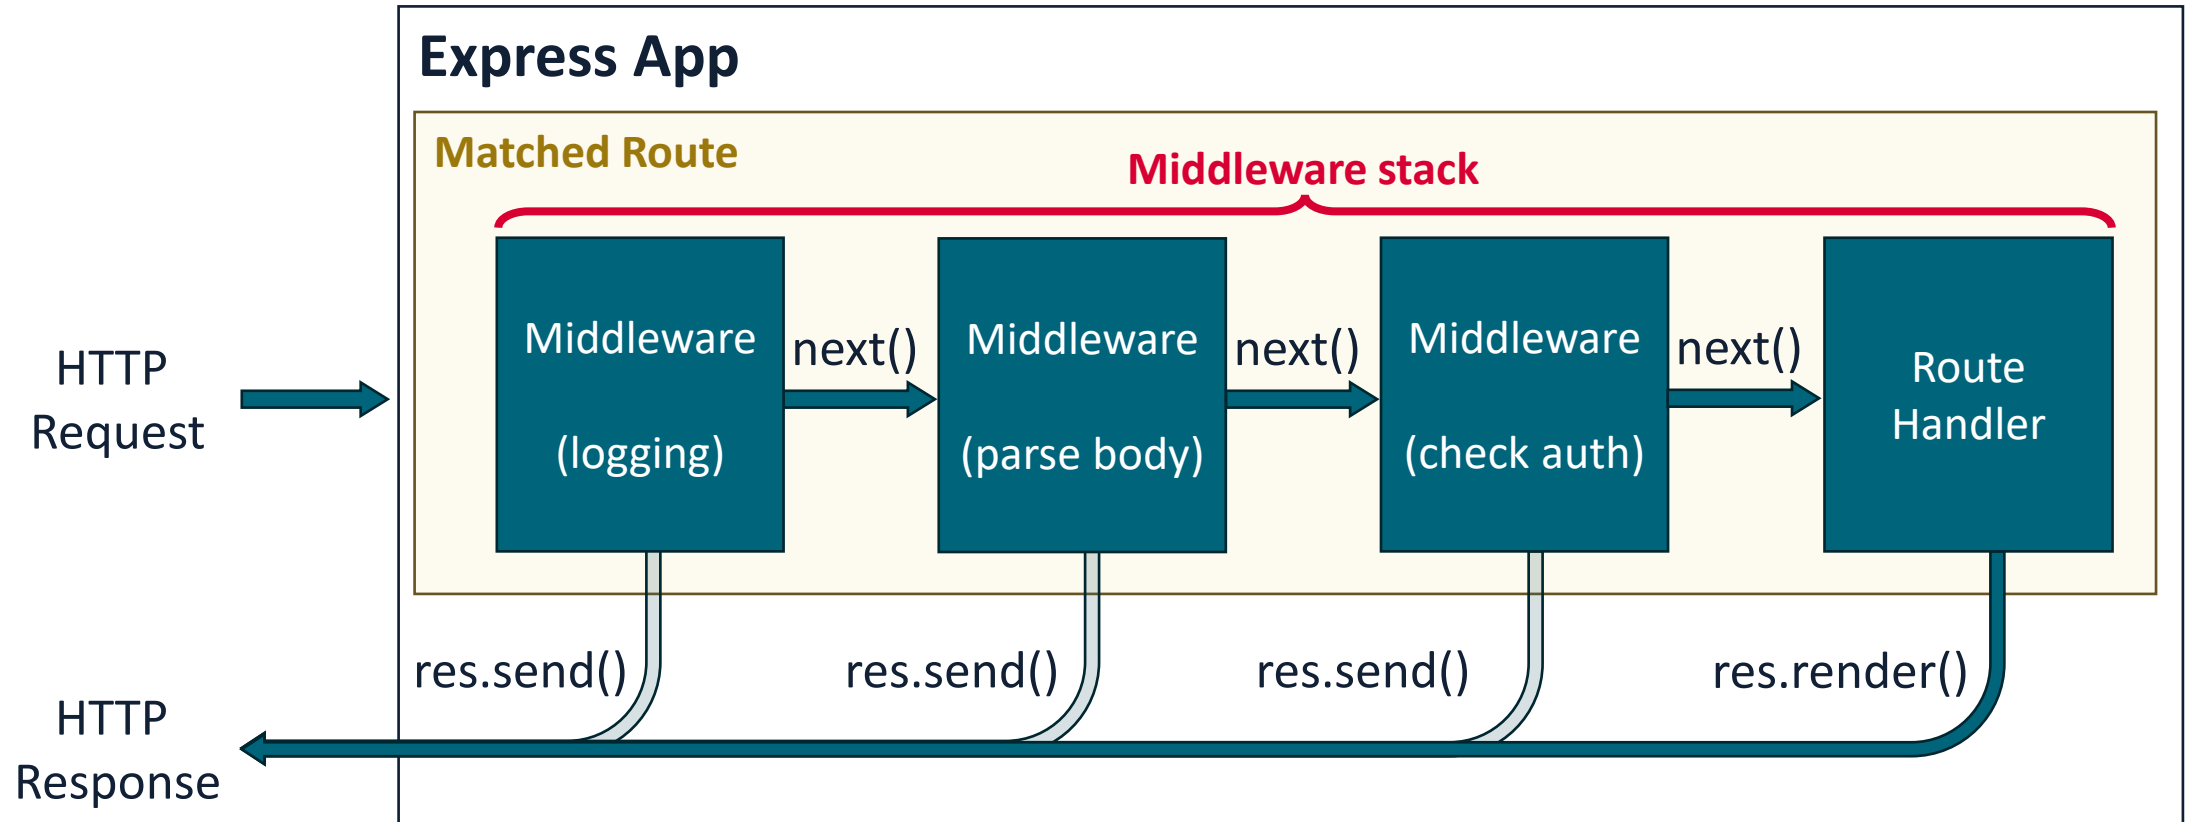 Express App
Matched Route
Middleware stack
HTTP
Request
Middleware
(logging)
next()
Middleware
(parse body)
next()
Middleware
(check auth)
next()
Route
Handler
res.send()
res.send()
res.send()
res.render()
HTTP
Response